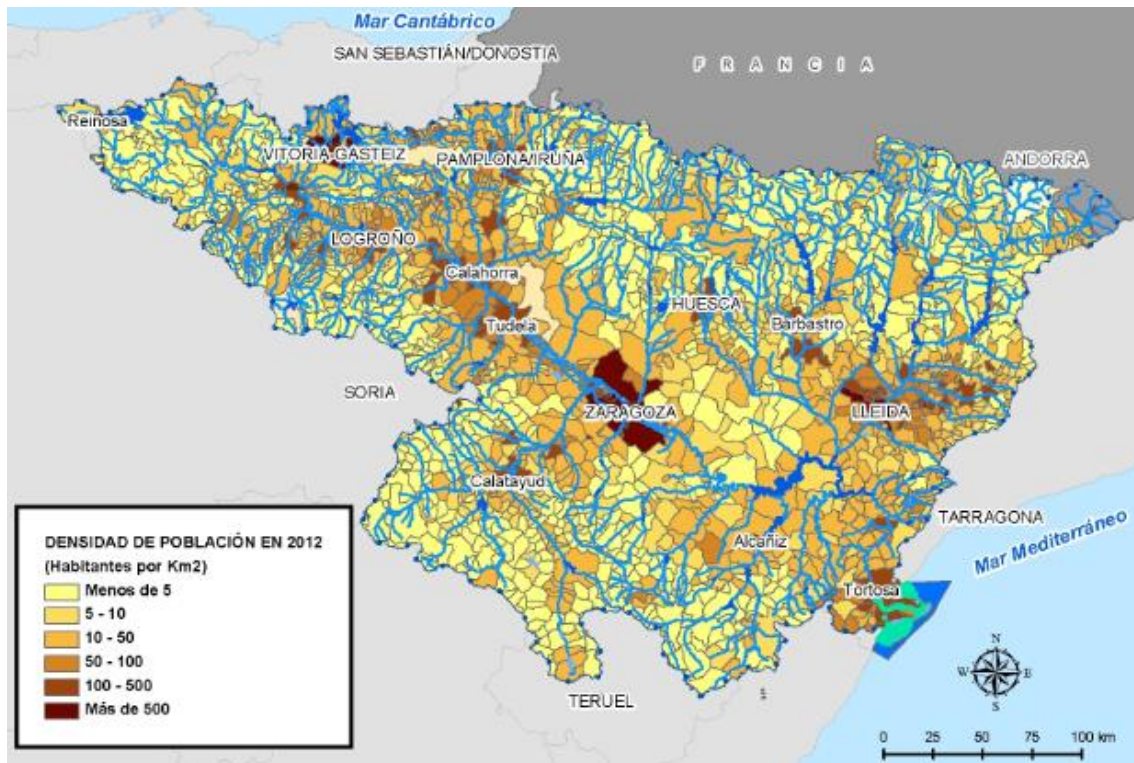 Mar Cantábrico
SAN SEBASTIÁN/DONOSTIA
F R A N C I A
Reinosa
VITORIA-GASTEIZ
PAMPLONA/IRUÑA
ANDORRA
LOGROÑO
Calahorra
HUESCA
Barbastro
Tudela
SORIA
ZARAGOZA
LLEIDA
Calatayud
TARRAGONA
Mar Mediterráneo
Alcañiz
Tortosa
TERUEL
DENSIDAD DE POBLACIÓN EN 2012
(Habitantes por Km2)
Menos de 5
5 - 10
10 - 50
50 - 100
100 - 500
Más de 500
N
W E
S
0 25 50 75 100 km